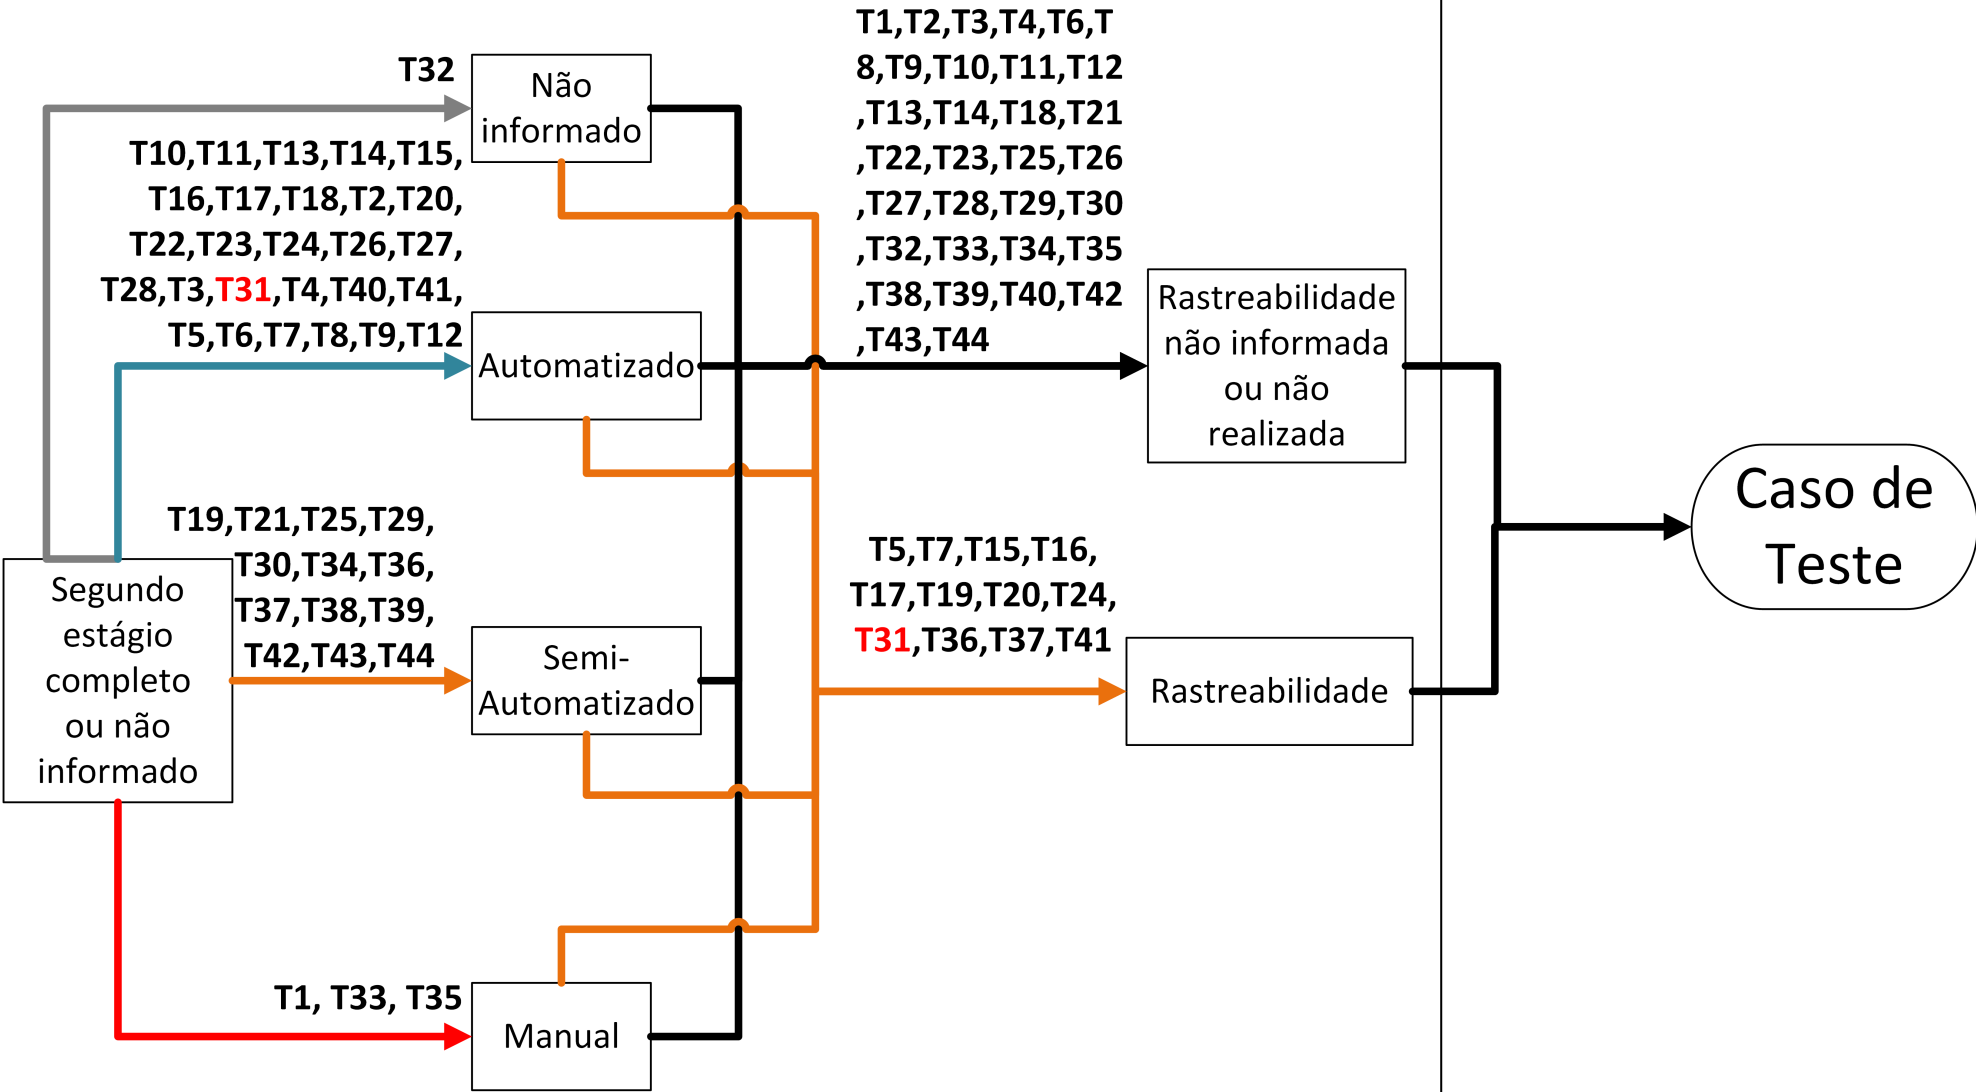 T32
Não
informado
T10,T11,T13,T14,T15,
T16,T17,T18,T2,T20,
T22,T23,T24,T26,T27,
T28,T3,T31,T4,T40,T41,
T5,T6,T7,T8,T9,T12
Automatizado
T19,T21,T25,T29,
T30,T34,T36,
T37,T38,T39,
T42,T43,T44
Segundo
estágio
completo
ou não
informado
Semi-
Automatizado
T1, T33, T35
Manual
T1,T2,T3,T4,T6,T
8,T9,T10,T11,T12
,T13,T14,T18,T21
,T22,T23,T25,T26
,T27,T28,T29,T30
,T32,T33,T34,T35
,T38,T39,T40,T42
,T43,T44
Rastreabilidade
não informada
ou não
realizada
T5,T7,T15,T16,
T17,T19,T20,T24,
T31,T36,T37,T41
Rastreabilidade
Caso de
Teste